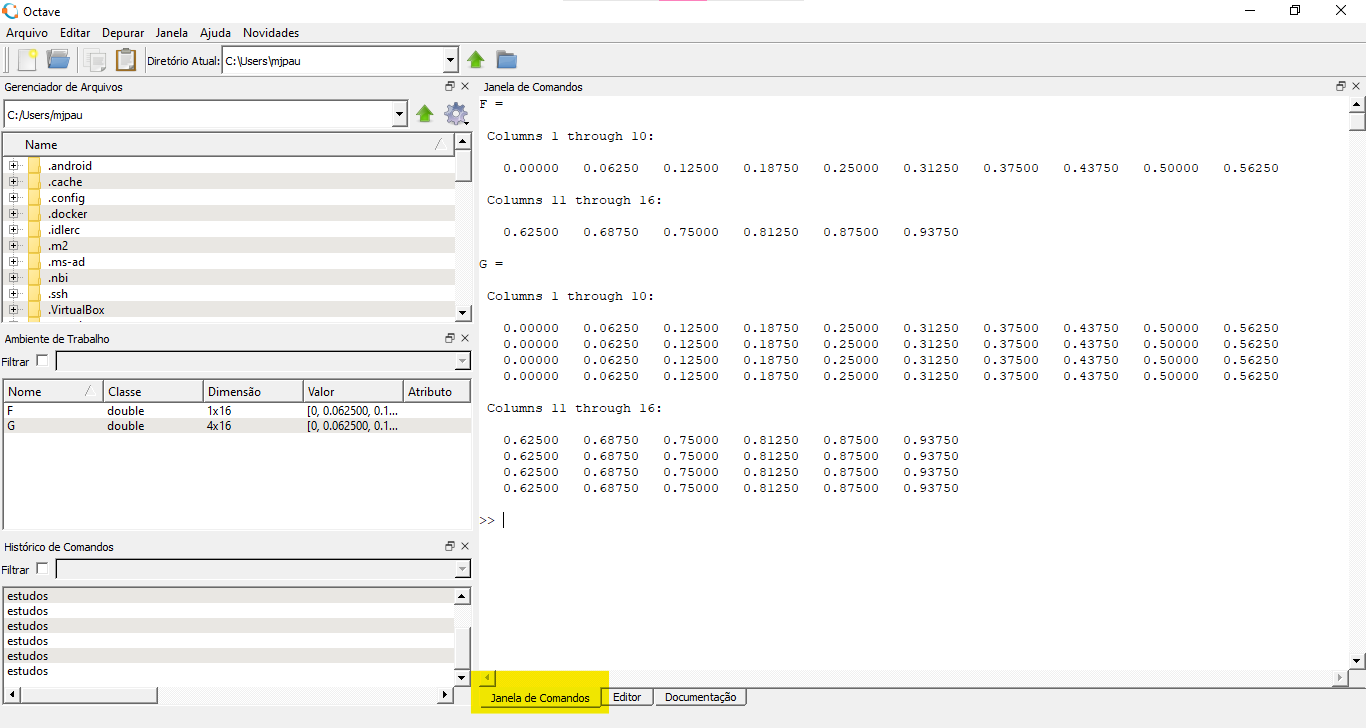 Octave
Arquivo Editar Depurar Janela Ajuda Novidades
Diretório Atual: C:\Users\mjpau
Gerenciador de Arquivos
C:/Users/mjpau
Name
.android
.cache
.config
.docker
.idlerc
.m2
.ms-ad
.nbi
.ssh
.VirtualBox
Ambiente de Trabalho
Filtrar
Nome Classe Dimensão Valor Atributo
F double 1x16 [0, 0.062500, 0.1...
G double 4x16 [0, 0.062500, 0.1...
Histórico de Comandos
Filtrar
estudos
estudos
estudos
estudos
estudos
estudos
Janela de Comandos
F =
Columns 1 through 10:
0.00000 0.06250 0.12500 0.18750 0.25000 0.31250 0.37500 0.43750 0.50000 0.56250
Columns 11 through 16:
0.62500 0.68750 0.75000 0.81250 0.87500 0.93750
G =
Columns 1 through 10:
0.00000 0.06250 0.12500 0.18750 0.25000 0.31250 0.37500 0.43750 0.50000 0.56250
0.00000 0.06250 0.12500 0.18750 0.25000 0.31250 0.37500 0.43750 0.50000 0.56250
0.00000 0.06250 0.12500 0.18750 0.25000 0.31250 0.37500 0.43750 0.50000 0.56250
0.00000 0.06250 0.12500 0.18750 0.25000 0.31250 0.37500 0.43750 0.50000 0.56250
Columns 11 through 16:
0.62500 0.68750 0.75000 0.81250 0.87500 0.93750
0.62500 0.68750 0.75000 0.81250 0.87500 0.93750
0.62500 0.68750 0.75000 0.81250 0.87500 0.93750
0.62500 0.68750 0.75000 0.81250 0.87500 0.93750
>>
Janela de Comandos Editor Documentação